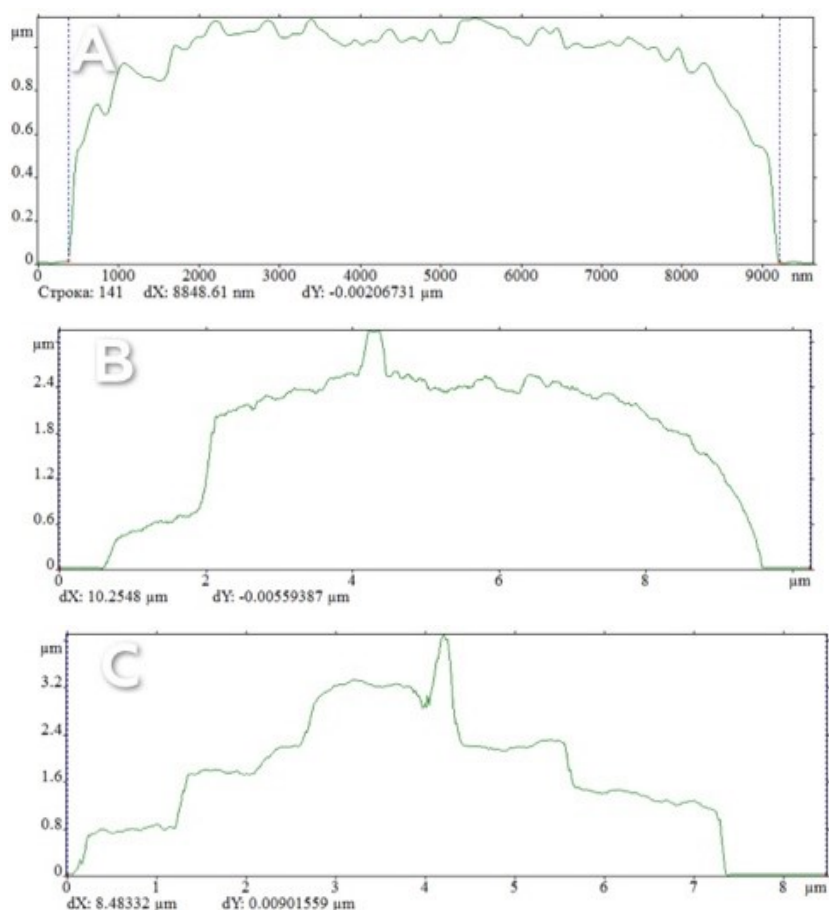 µm
A
0.8
0.6
0.4
0.2
0
0 1000 2000 3000 4000 5000 6000 7000 8000 9000 nm
Строка: 141 dX: 8848.61 nm dY: -0.00206731 µm
µm
B
2.4
1.8
1.2
0.6
0
0 2 4 6 8 µm
dX: 10.2548 µm dY: -0.00559387 µm
µm
C
3.2
2.4
1.6
0.8
0
0 1 2 3 4 5 6 7 8 µm
dX: 8.48332 µm dY: 0.00901559 µm